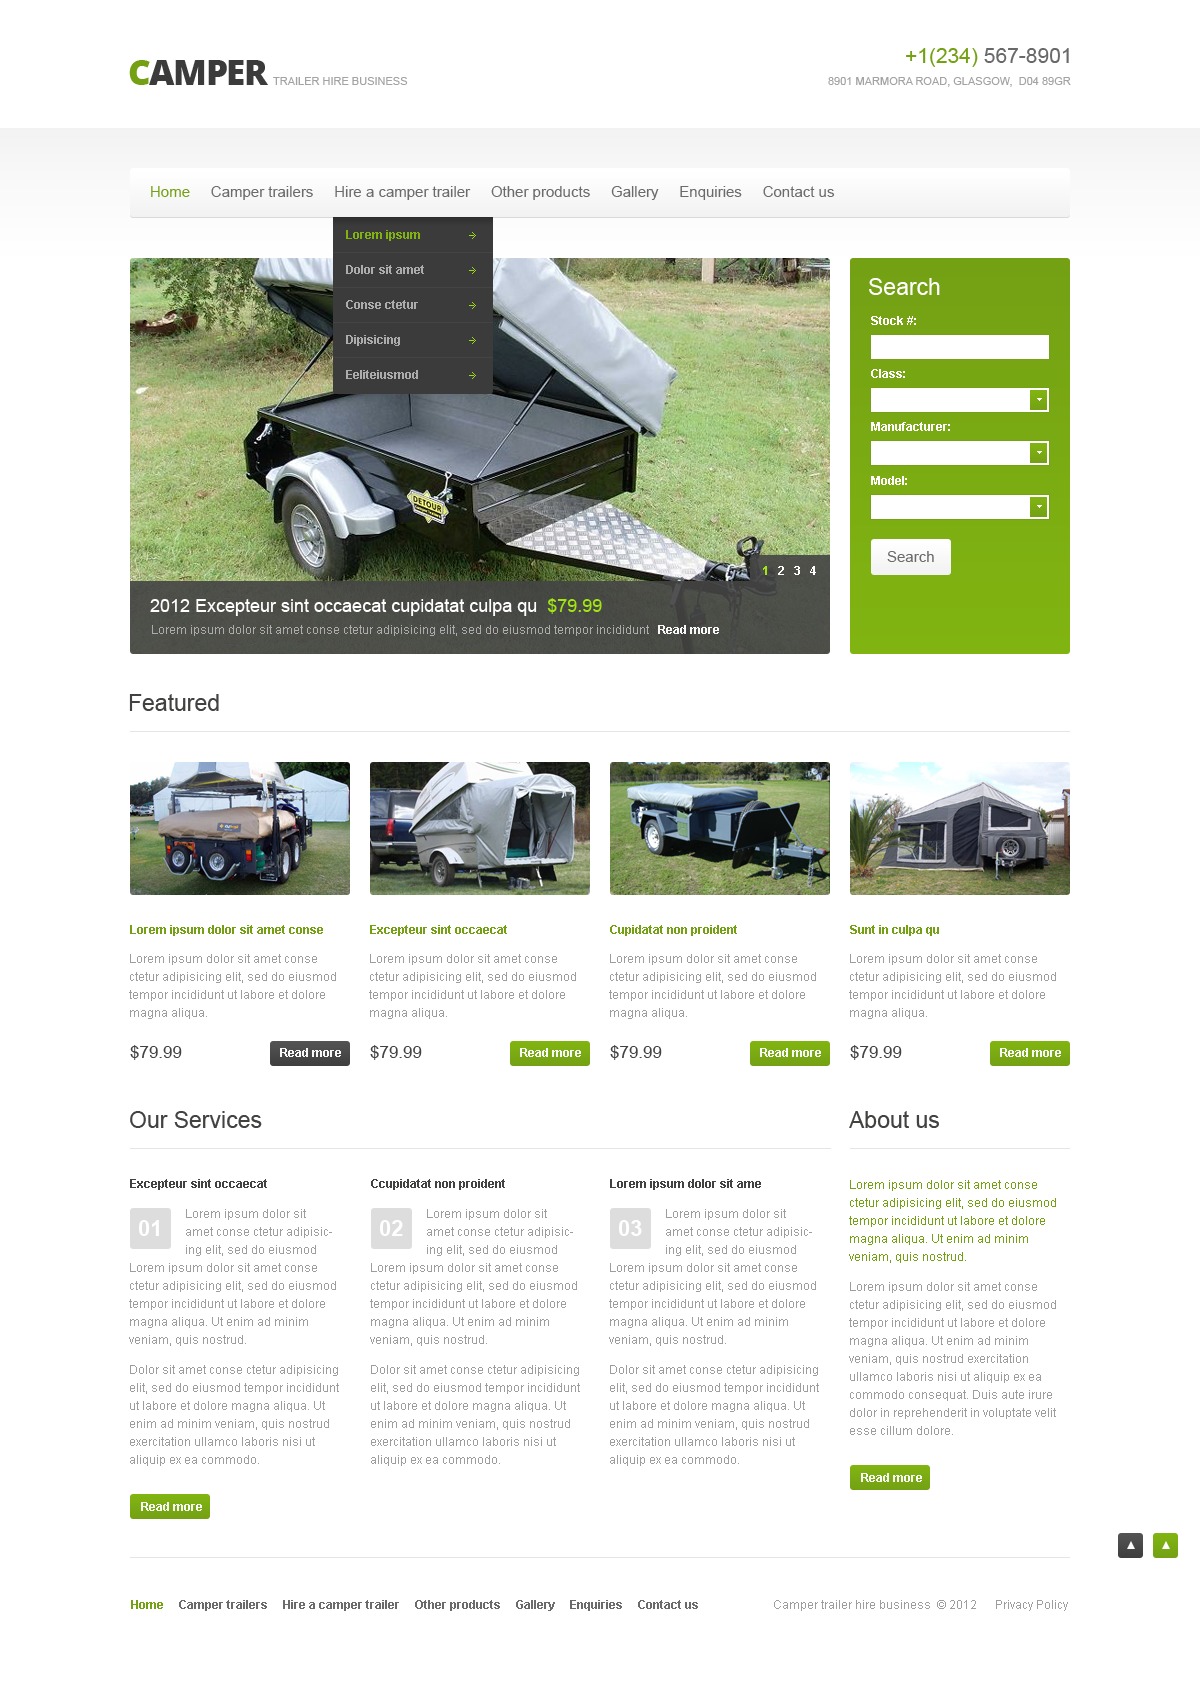 CAMPER TRAILER HIRE BUSINESS
+1(234) 567-8901
8901 MARMORA ROAD, GLASGOW, D04 89GR
Home Camper trailers Hire a camper trailer Other products Gallery Enquiries Contact us
Lorem ipsum
Dolor sit amet
Conse ctetur
Dipisicing
Eeliteiusmod
DETOUR
1 2 3 4
2012 Excepteur sint occaecat cupidatat culpa qu $79.99
Lorem ipsum dolor sit amet conse ctetur adipisicing elit, sed do eiusmod tempor incididunt Read more
Search
Stock #:
Class:
Manufacturer:
Model:
Search
Featured
Lorem ipsum dolor sit amet conse
Lorem ipsum dolor sit amet conse
ctetur adipisicing elit, sed do eiusmod
tempor incididunt ut labore et dolore
magna aliqua.
$79.99 Read more
Excepteur sint occaecat
Lorem ipsum dolor sit amet conse
ctetur adipisicing elit, sed do eiusmod
tempor incididunt ut labore et dolore
magna aliqua.
$79.99 Read more
Cupidatat non proident
Lorem ipsum dolor sit amet conse
ctetur adipisicing elit, sed do eiusmod
tempor incididunt ut labore et dolore
magna aliqua.
$79.99 Read more
Sunt in culpa qu
Lorem ipsum dolor sit amet conse
ctetur adipisicing elit, sed do eiusmod
tempor incididunt ut labore et dolore
magna aliqua.
$79.99 Read more
Our Services
Excepteur sint occaecat
01
Lorem ipsum dolor sit
amet conse ctetur adipisic-
ing elit, sed do eiusmod
Lorem ipsum dolor sit amet conse
ctetur adipisicing elit, sed do eiusmod
tempor incididunt ut labore et dolore
magna aliqua. Ut enim ad minim
veniam, quis nostrud.
Dolor sit amet conse ctetur adipisicing
elit, sed do eiusmod tempor incididunt
ut labore et dolore magna aliqua. Ut
enim ad minim veniam, quis nostrud
exercitation ullamco laboris nisi ut
aliquip ex ea commodo.
Read more
Ccupidatat non proident
02
Lorem ipsum dolor sit
amet conse ctetur adipisic-
ing elit, sed do eiusmod
Lorem ipsum dolor sit amet conse
ctetur adipisicing elit, sed do eiusmod
tempor incididunt ut labore et dolore
magna aliqua. Ut enim ad minim
veniam, quis nostrud.
Dolor sit amet conse ctetur adipisicing
elit, sed do eiusmod tempor incididunt
ut labore et dolore magna aliqua. Ut
enim ad minim veniam, quis nostrud
exercitation ullamco laboris nisi ut
aliquip ex ea commodo.
Lorem ipsum dolor sit ame
03
Lorem ipsum dolor sit
amet conse ctetur adipisic-
ing elit, sed do eiusmod
Lorem ipsum dolor sit amet conse
ctetur adipisicing elit, sed do eiusmod
tempor incididunt ut labore et dolore
magna aliqua. Ut enim ad minim
veniam, quis nostrud.
Dolor sit amet conse ctetur adipisicing
elit, sed do eiusmod tempor incididunt
ut labore et dolore magna aliqua. Ut
enim ad minim veniam, quis nostrud
exercitation ullamco laboris nisi ut
aliquip ex ea commodo.
About us
Lorem ipsum dolor sit amet conse
ctetur adipisicing elit, sed do eiusmod
tempor incididunt ut labore et dolore
magna aliqua. Ut enim ad minim
veniam, quis nostrud.
Lorem ipsum dolor sit amet conse
ctetur adipisicing elit, sed do eiusmod
tempor incididunt ut labore et dolore
magna aliqua. Ut enim ad minim
veniam, quis nostrud exercitation
ullamco laboris nisi ut aliquip ex ea
commodo consequat. Duis aute irure
dolor in reprehenderit in voluptate velit
esse cillum dolore.
Read more
Home Camper trailers Hire a camper trailer Other products Gallery Enquiries Contact us
Camper trailer hire business © 2012 Privacy Policy